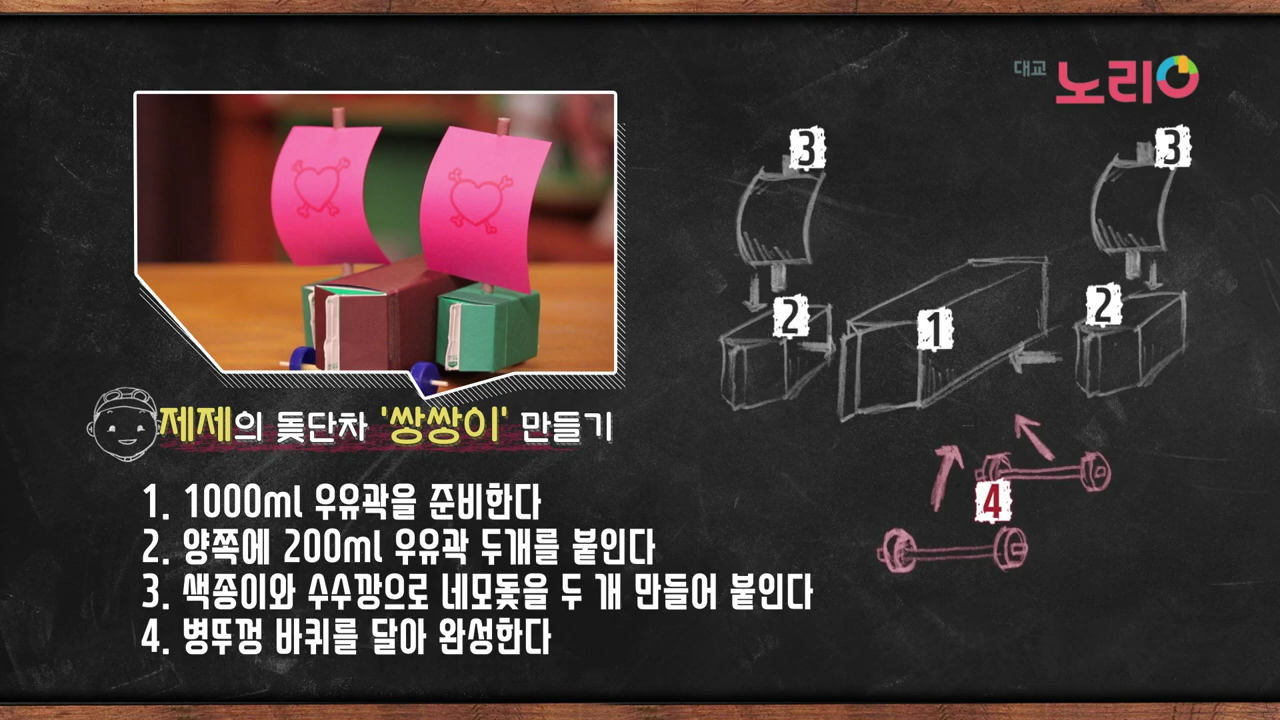 대교 노리Q
3
3
2
1
2
4
제제의 돛단차 '쌍쌍이' 만들기
1. 1000ml 우유곽을 준비한다
2. 양쪽에 200ml 우유곽 두개를 붙인다
3. 색종이와 수수깡으로 네모돛을 두 개 만들어 붙인다
4. 병뚜껑 바퀴를 달아 완성한다